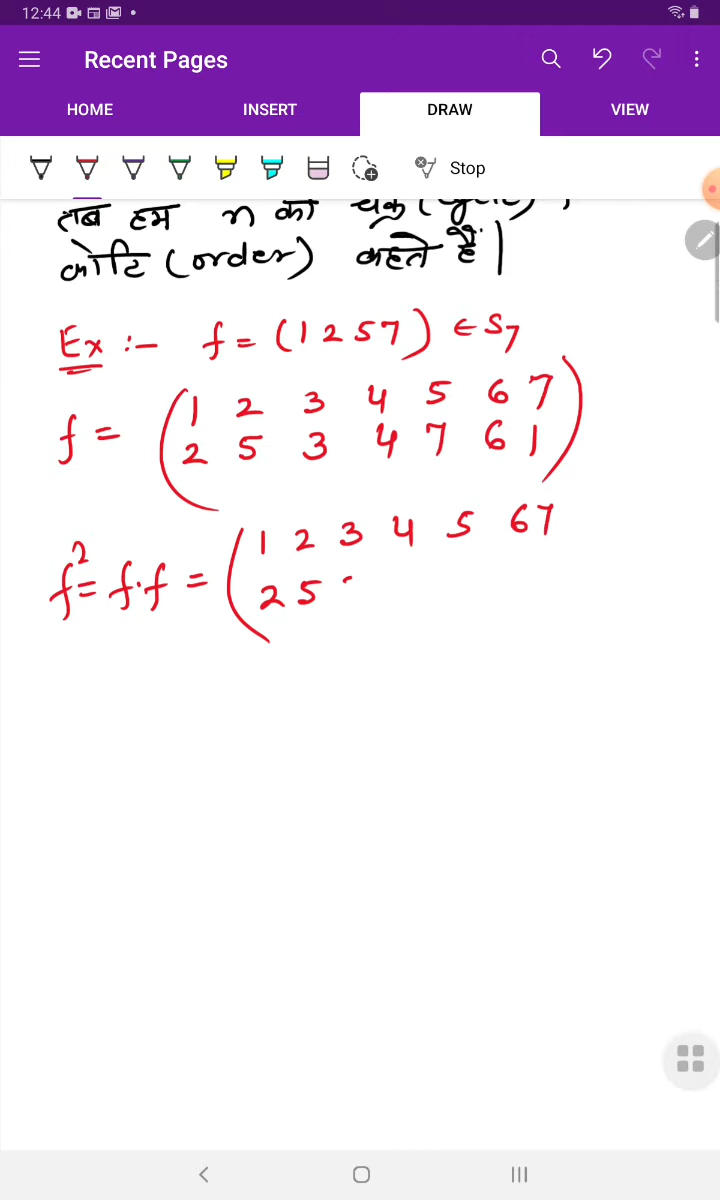 12:44
Recent Pages
HOME INSERT DRAW VIEW
Stop
तब हम n को चक्र (
कोटि (order) कहते हैं।
Ex :- f = (1 2 5 7) ∈ S₇
f = ( 1 2 3 4 5 6 7
2 5 3 4 7 6 1 )
f² = f·f = ( 1 2 3 4 5 6 7
2 5